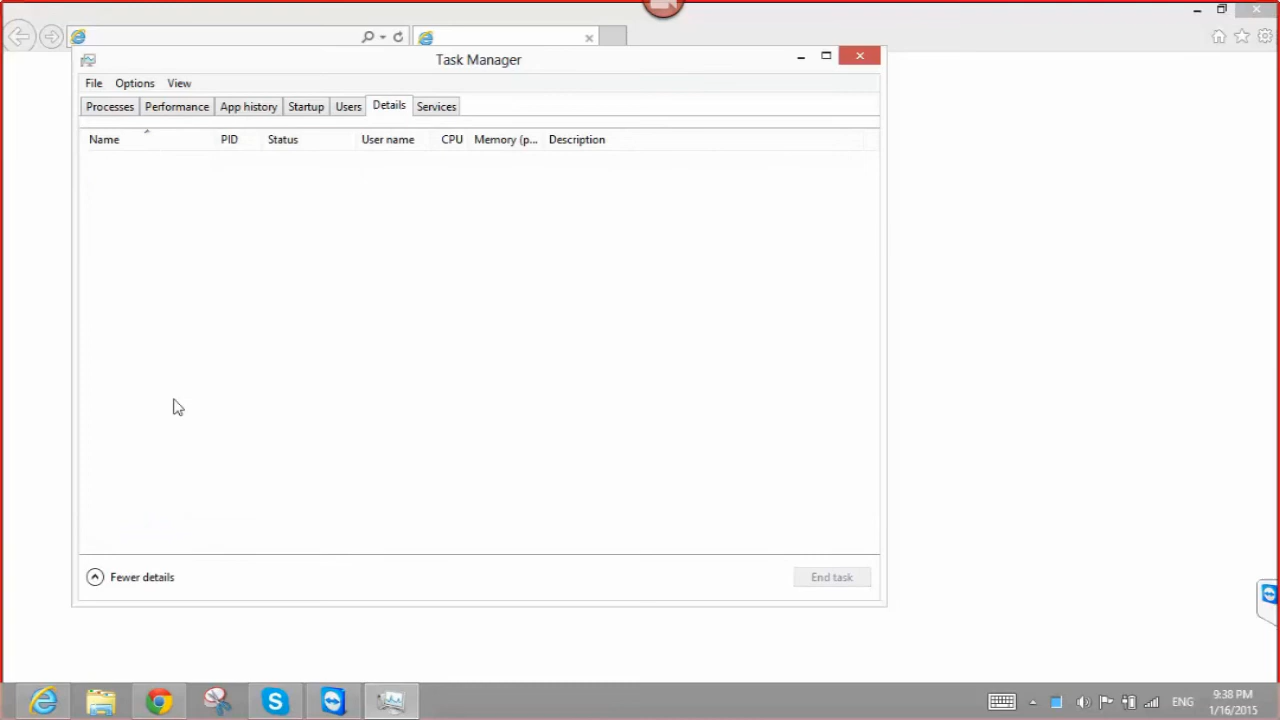 Task Manager
File Options View
Processes Performance App history Startup Users Details Services
Name PID Status User name CPU Memory (p... Description
Fewer details End task
ENG 9:38 PM
1/16/2015